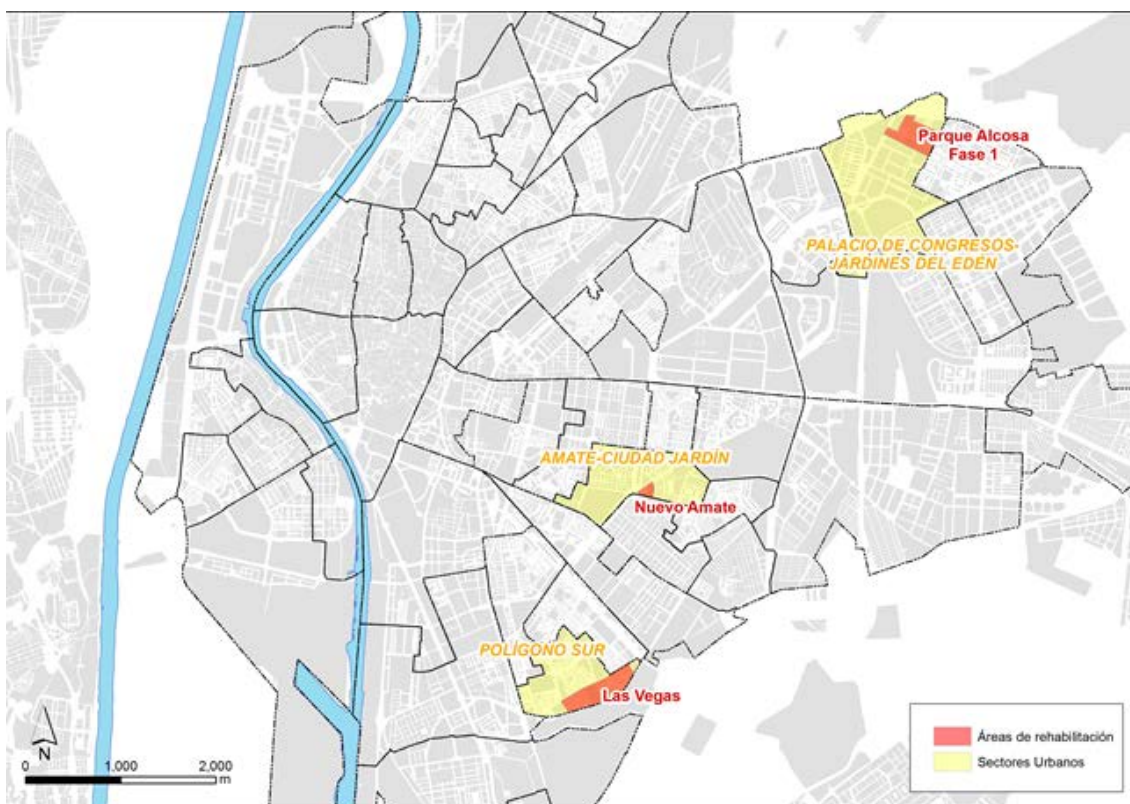 Parque Alcosa
Fase 1
PALACIO DE CONGRESOS-
JARDINES DEL EDÉN
AMATE-CIUDAD JARDÍN
Nuevo Amate
POLÍGONO SUR
Las Vegas
N
0 1,000 2,000
m
Áreas de rehabilitación
Sectores Urbanos